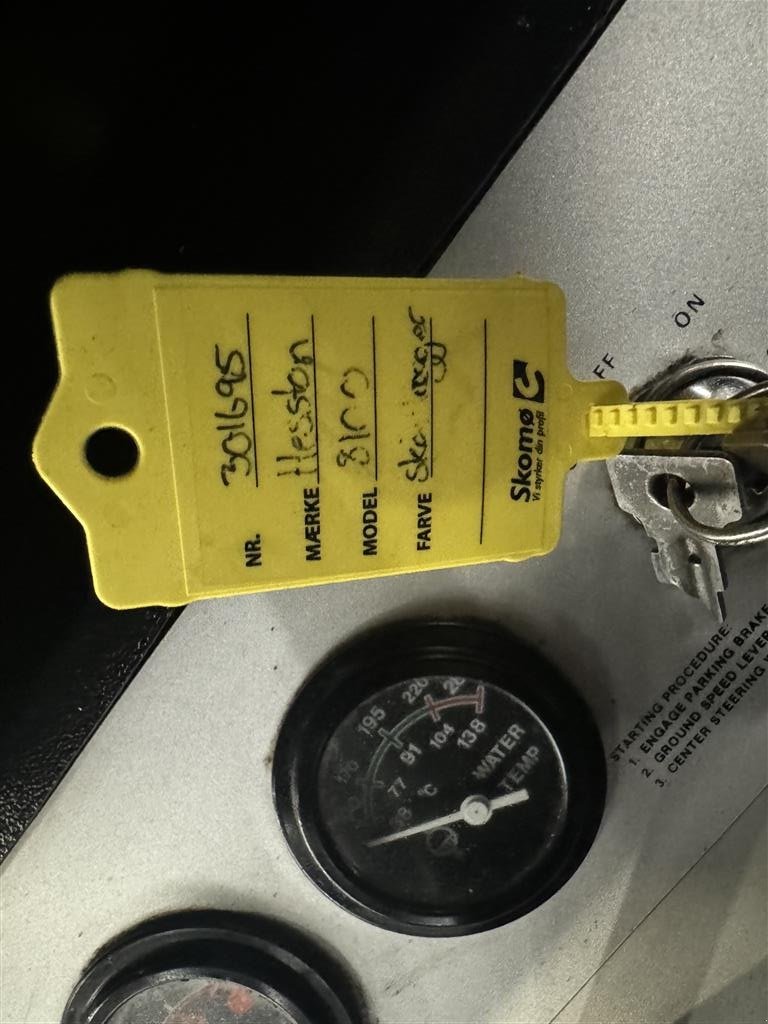 NR. 301695
MÆRKE Hesston
MODEL 8100
FARVE
Skomø
Vi styrker din profil
ON
STARTING PROCEDURE:
1. ENGAGE PARKING BRAKE
2. GROUND SPEED LEVER
3. CENTER STEERING
195 220
77 91 104 138
°C
WATER
TEMP